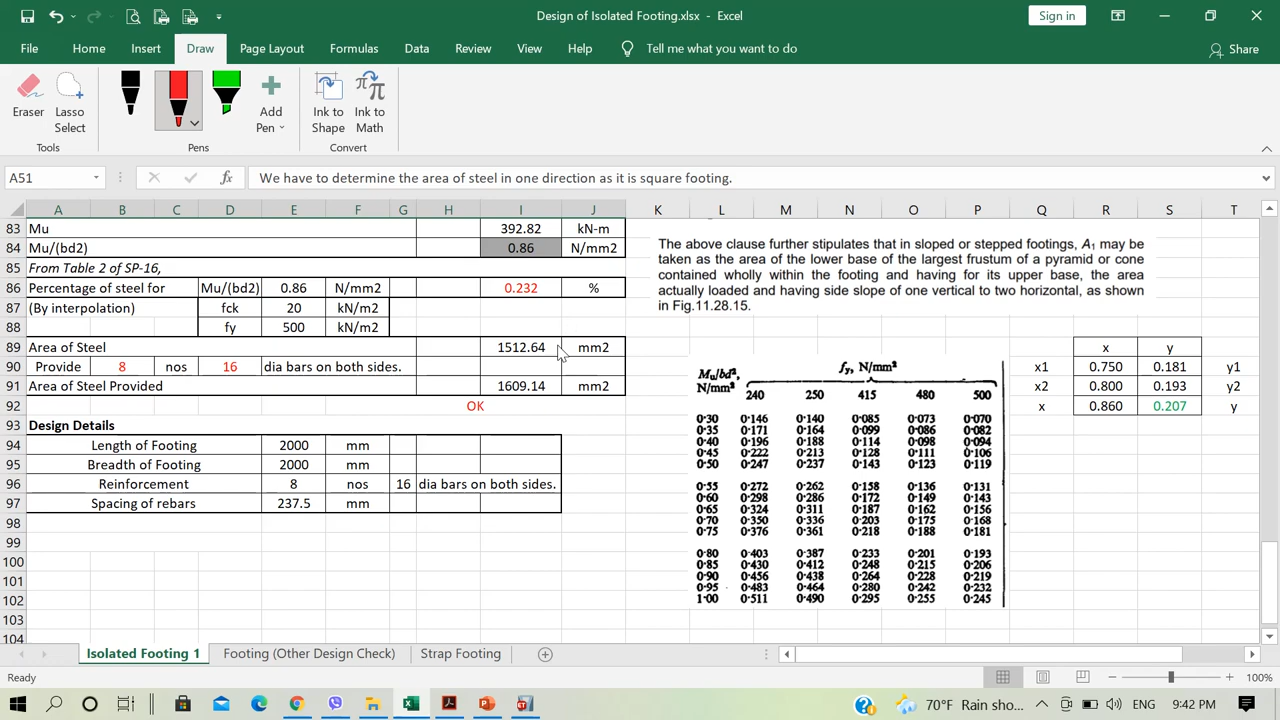 Design of Isolated Footing.xlsx - Excel
Sign in
File Home Insert Draw Page Layout Formulas Data Review View Help Tell me what you want to do Share
Eraser Lasso Select Add Pen Ink to Shape Ink to Math
Tools Pens Convert
A51 fx We have to determine the area of steel in one direction as it is square footing.
A B C D E F G H I J K L M N O P Q R S T
83 Mu 392.82 kN-m
84 Mu/(bd2) 0.86 N/mm2
85 From Table 2 of SP-16,
86 Percentage of steel for Mu/(bd2) 0.86 N/mm2 0.232 %
87 (By interpolation) fck 20 kN/m2
88 fy 500 kN/m2
89 Area of Steel 1512.64 mm2
90 Provide 8 nos 16 dia bars on both sides.
91 Area of Steel Provided 1609.14 mm2
92 OK
93 Design Details
94 Length of Footing 2000 mm
95 Breadth of Footing 2000 mm
96 Reinforcement 8 nos 16 dia bars on both sides.
97 Spacing of rebars 237.5 mm
98
99
100
101
102
103
104
The above clause further stipulates that in sloped or stepped footings, A1 may be
taken as the area of the lower base of the largest frustum of a pyramid or cone
contained wholly within the footing and having for its upper base, the area
actually loaded and having side slope of one vertical to two horizontal, as shown
in Fig.11.28.15.
Mu/bd², fy, N/mm²
N/mm² 240 250 415 480 500
0·30 0·146 0·140 0·085 0·073 0·070
0·35 0·171 0·164 0·099 0·086 0·082
0·40 0·196 0·188 0·114 0·098 0·094
0·45 0·222 0·213 0·128 0·111 0·106
0·50 0·247 0·237 0·143 0·123 0·119
0·55 0·272 0·262 0·158 0·136 0·131
0·60 0·298 0·286 0·172 0·149 0·143
0·65 0·324 0·311 0·187 0·162 0·156
0·70 0·350 0·336 0·203 0·175 0·168
0·75 0·376 0·361 0·218 0·188 0·181
0·80 0·403 0·387 0·233 0·201 0·193
0·85 0·430 0·412 0·248 0·215 0·206
0·90 0·456 0·438 0·264 0·228 0·219
0·95 0·483 0·464 0·280 0·242 0·232
1·00 0·511 0·490 0·295 0·255 0·245
x y
x1 0.750 0.181 y1
x2 0.800 0.193 y2
x 0.860 0.207 y
Isolated Footing 1 Footing (Other Design Check) Strap Footing
Ready 100%
70°F Rain sho... ENG 9:42 PM